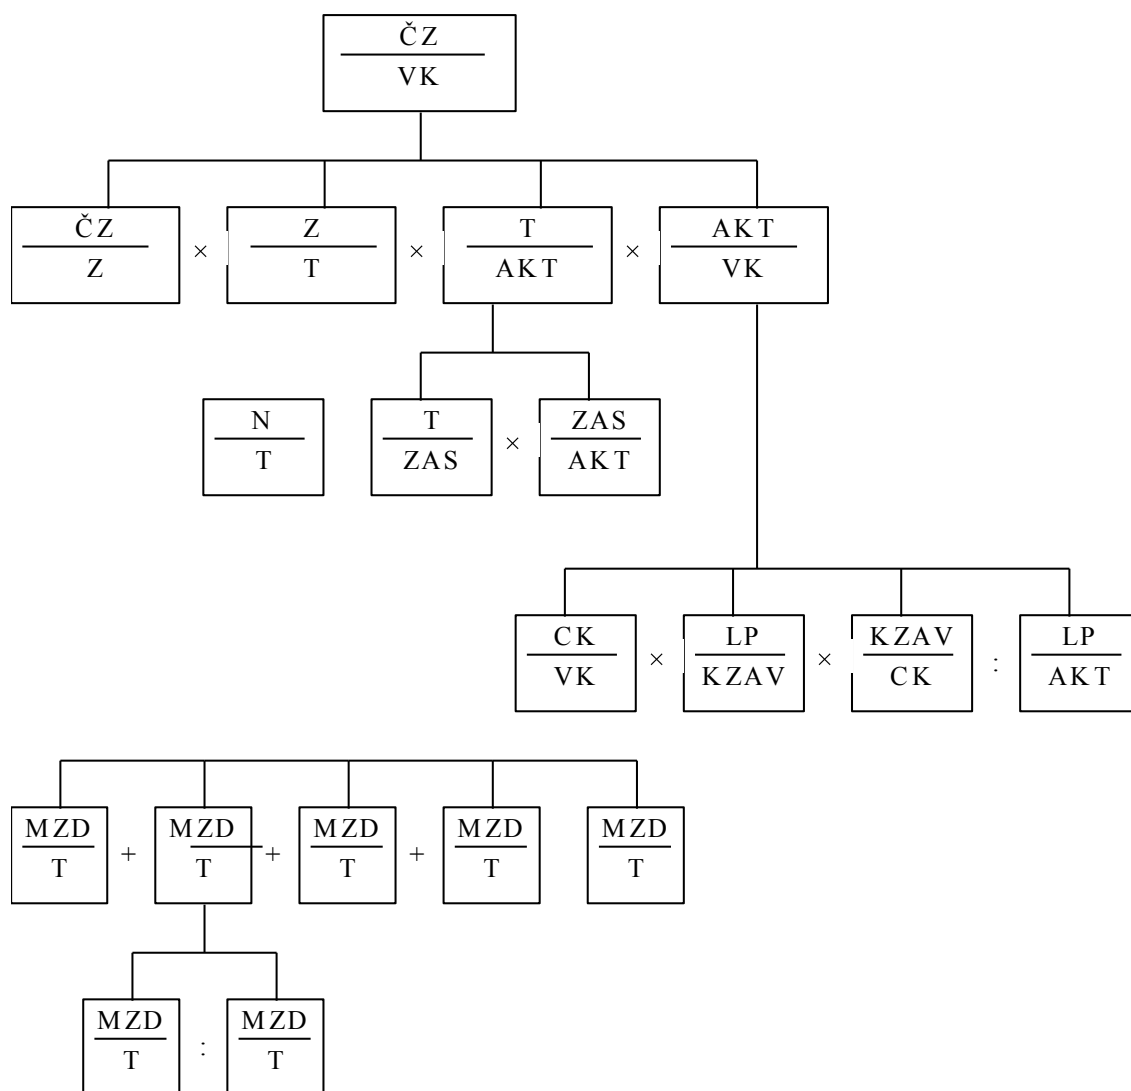 ČZ
VK
ČZ × Z × T × AKT
Z T AKT VK
N T × ZAS
T ZAS AKT
CK × LP × KZAV : LP
VK KZAV CK AKT
MZD + MZD + MZD + MZD MZD
T T T T T
MZD : MZD
T T